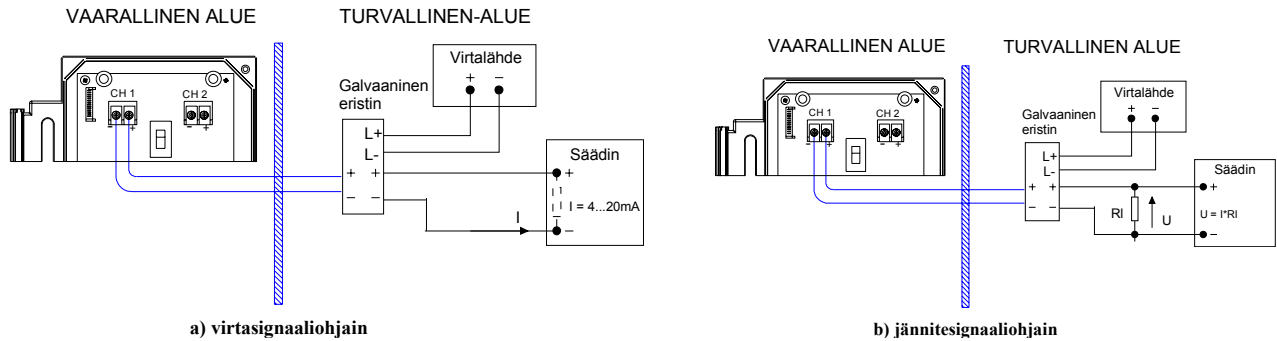 VAARALLINEN ALUE
TURVALLINEN-ALUE
Virtalähde
+ −
CH 1
CH 2
- +
- +
Galvaaninen
eristin
L+
L-
+ +
− −
Säädin
+
I
I = 4...20mA
−
I
a) virtasignaaliohjain
VAARALLINEN ALUE
TURVALLINEN ALUE
Virtalähde
+ −
CH 1
CH 2
- +
- +
Galvaaninen
eristin
L+
L-
+ +
− −
Säädin
+
RI
U
U = I*RI
−
b) jännitesignaaliohjain